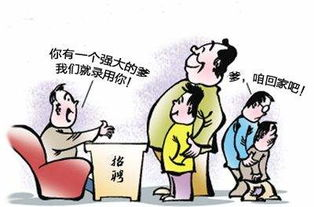 你有一个强大的爹
我们就录用你！
爹，咱回家吧！
招
聘